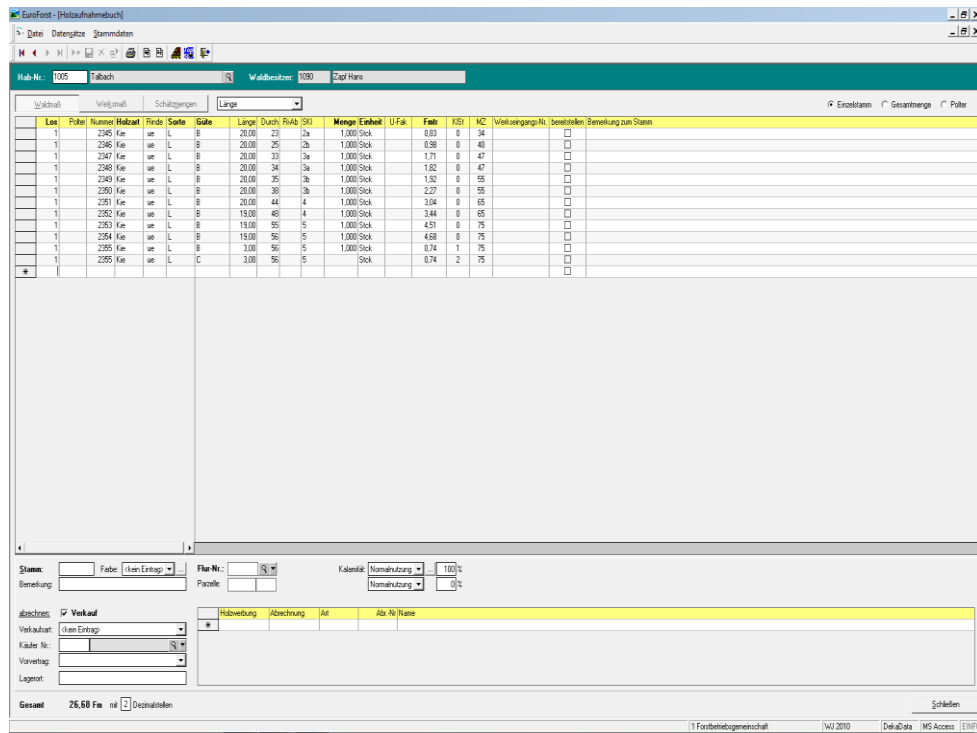 EuroForst - [Holzaufnahmebuch]
Datei Datensätze Stammdaten
Hab-Nr.: 1005 Talbach Waldbesitzer: 1090 Zapf Hans
Waldmaß Werksmaß Schätzmengen Länge Einzelstamm Gesamtmenge Polter
Los Polter Nummer Holzart Rinde Sorte Güte Länge Durch Ri-Ab SKl Menge Einheit U-Fak Fmtr KlSt MZ Werkseingangs-Nr. bereitstellen Bemerkung zum Stamm
1 2345 Kie ue L B 20,00 23 2a 1,000 Stck 0,83 0 34
1 2346 Kie ue L B 20,00 25 2b 1,000 Stck 0,98 0 40
1 2347 Kie ue L B 20,00 33 3a 1,000 Stck 1,71 0 47
1 2348 Kie ue L B 20,00 34 3a 1,000 Stck 1,82 0 47
1 2349 Kie ue L B 20,00 35 3b 1,000 Stck 1,92 0 55
1 2350 Kie ue L B 20,00 38 3b 1,000 Stck 2,27 0 55
1 2351 Kie ue L B 20,00 44 4 1,000 Stck 3,04 0 65
1 2352 Kie ue L B 19,00 48 4 1,000 Stck 3,44 0 65
1 2353 Kie ue L B 19,00 55 5 1,000 Stck 4,51 0 75
1 2354 Kie ue L B 19,00 56 5 1,000 Stck 4,68 0 75
1 2355 Kie ue L B 3,00 56 5 1,000 Stck 0,74 1 75
1 2355 Kie ue L C 3,00 56 5 Stck 0,74 2 75
Stamm: Farbe: <kein Eintrag> ... Flur-Nr.: Kalamität: Normalnutzung ... 100 %
Bemerkung: Parzelle: Normalnutzung 0 %
abrechnen: Verkauf Holzwerbung Abrechnung Art Abr.-Nr Name
Verkaufsart: <kein Eintrag>
Käufer Nr.:
Vorvertrag:
Lagerort:
Gesamt 26,68 Fm mit 2 Dezimalstellen Schließen
1 Forstbetriebsgemeinschaft WJ 2010 DekaData MS Access EINF